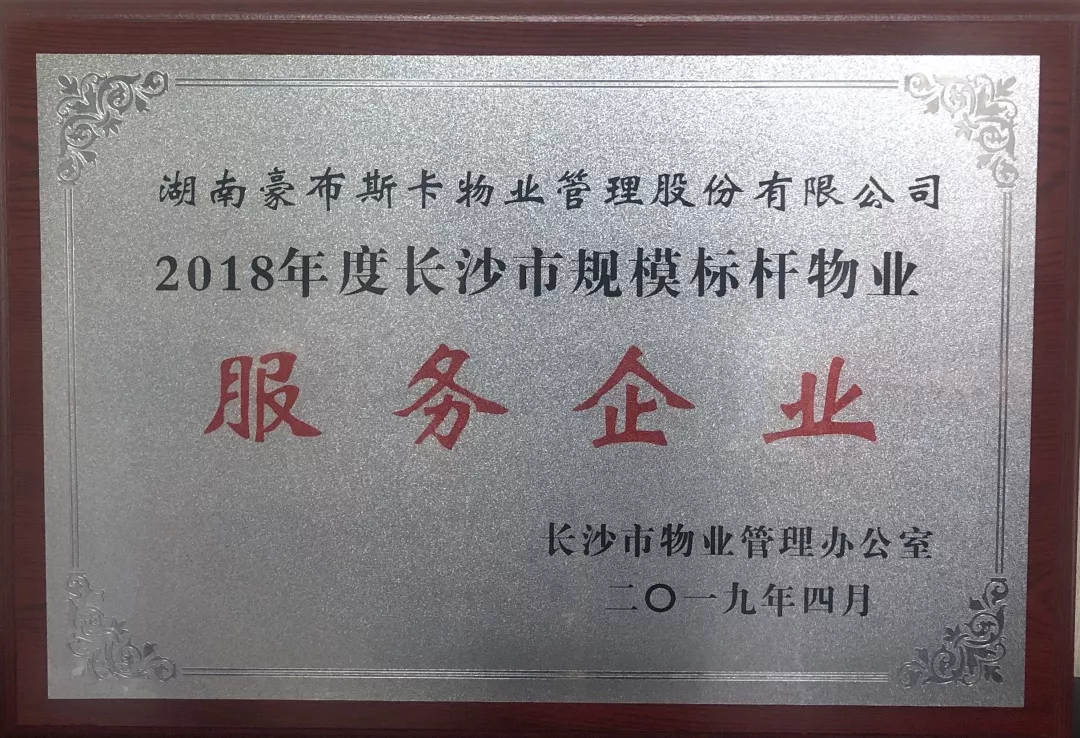 湖南豪布斯卡物业管理股份有限公司
2018年度长沙市规模标杆物业
服务企业
长沙市物业管理办公室
二〇一九年四月